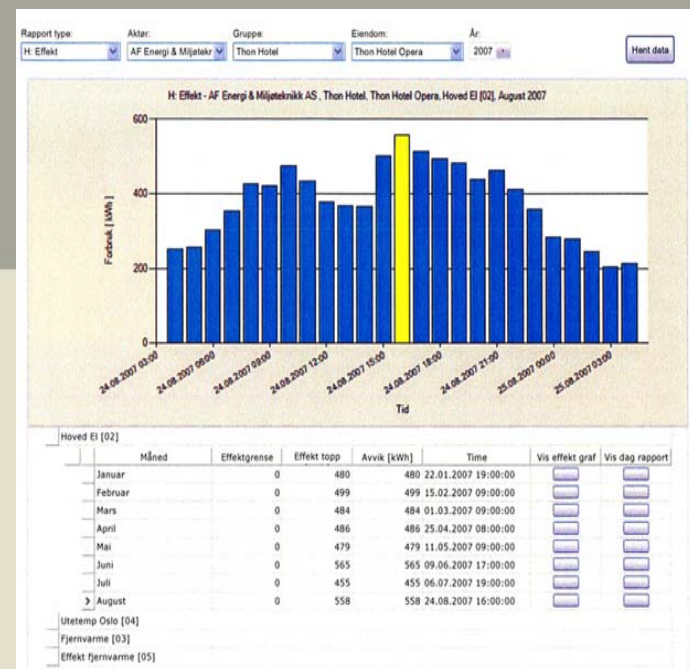 Rapport type: Aktør: Gruppe: Eiendom: År:
H: Effekt AF Energi & Miljøtekr Thon Hotel Thon Hotel Opera 2007 Hent data
H: Effekt - AF Energi & Miljøteknikk AS , Thon Hotel, Thon Hotel Opera, Hoved El [02], August 2007
600
400
200
0
Forbruk [ kWh ]
24.08.2007 03:00 24.08.2007 06:00 24.08.2007 09:00 24.08.2007 12:00 24.08.2007 15:00 24.08.2007 18:00 24.08.2007 21:00 25.08.2007 00:00 25.08.2007 03:00
Tid
Hoved El [02]
Måned Effektgrense Effekt topp Avvik [kWh] Time Vis effekt graf Vis dag rapport
Januar 0 480 480 22.01.2007 19:00:00
Februar 0 499 499 15.02.2007 09:00:00
Mars 0 484 484 01.03.2007 09:00:00
April 0 486 486 25.04.2007 08:00:00
Mai 0 479 479 11.05.2007 09:00:00
Juni 0 565 565 09.06.2007 17:00:00
Juli 0 455 455 06.07.2007 19:00:00
August 0 558 558 24.08.2007 16:00:00
Utetemp Oslo [04]
Fjernvarme [03]
Effekt fjernvarme [05]